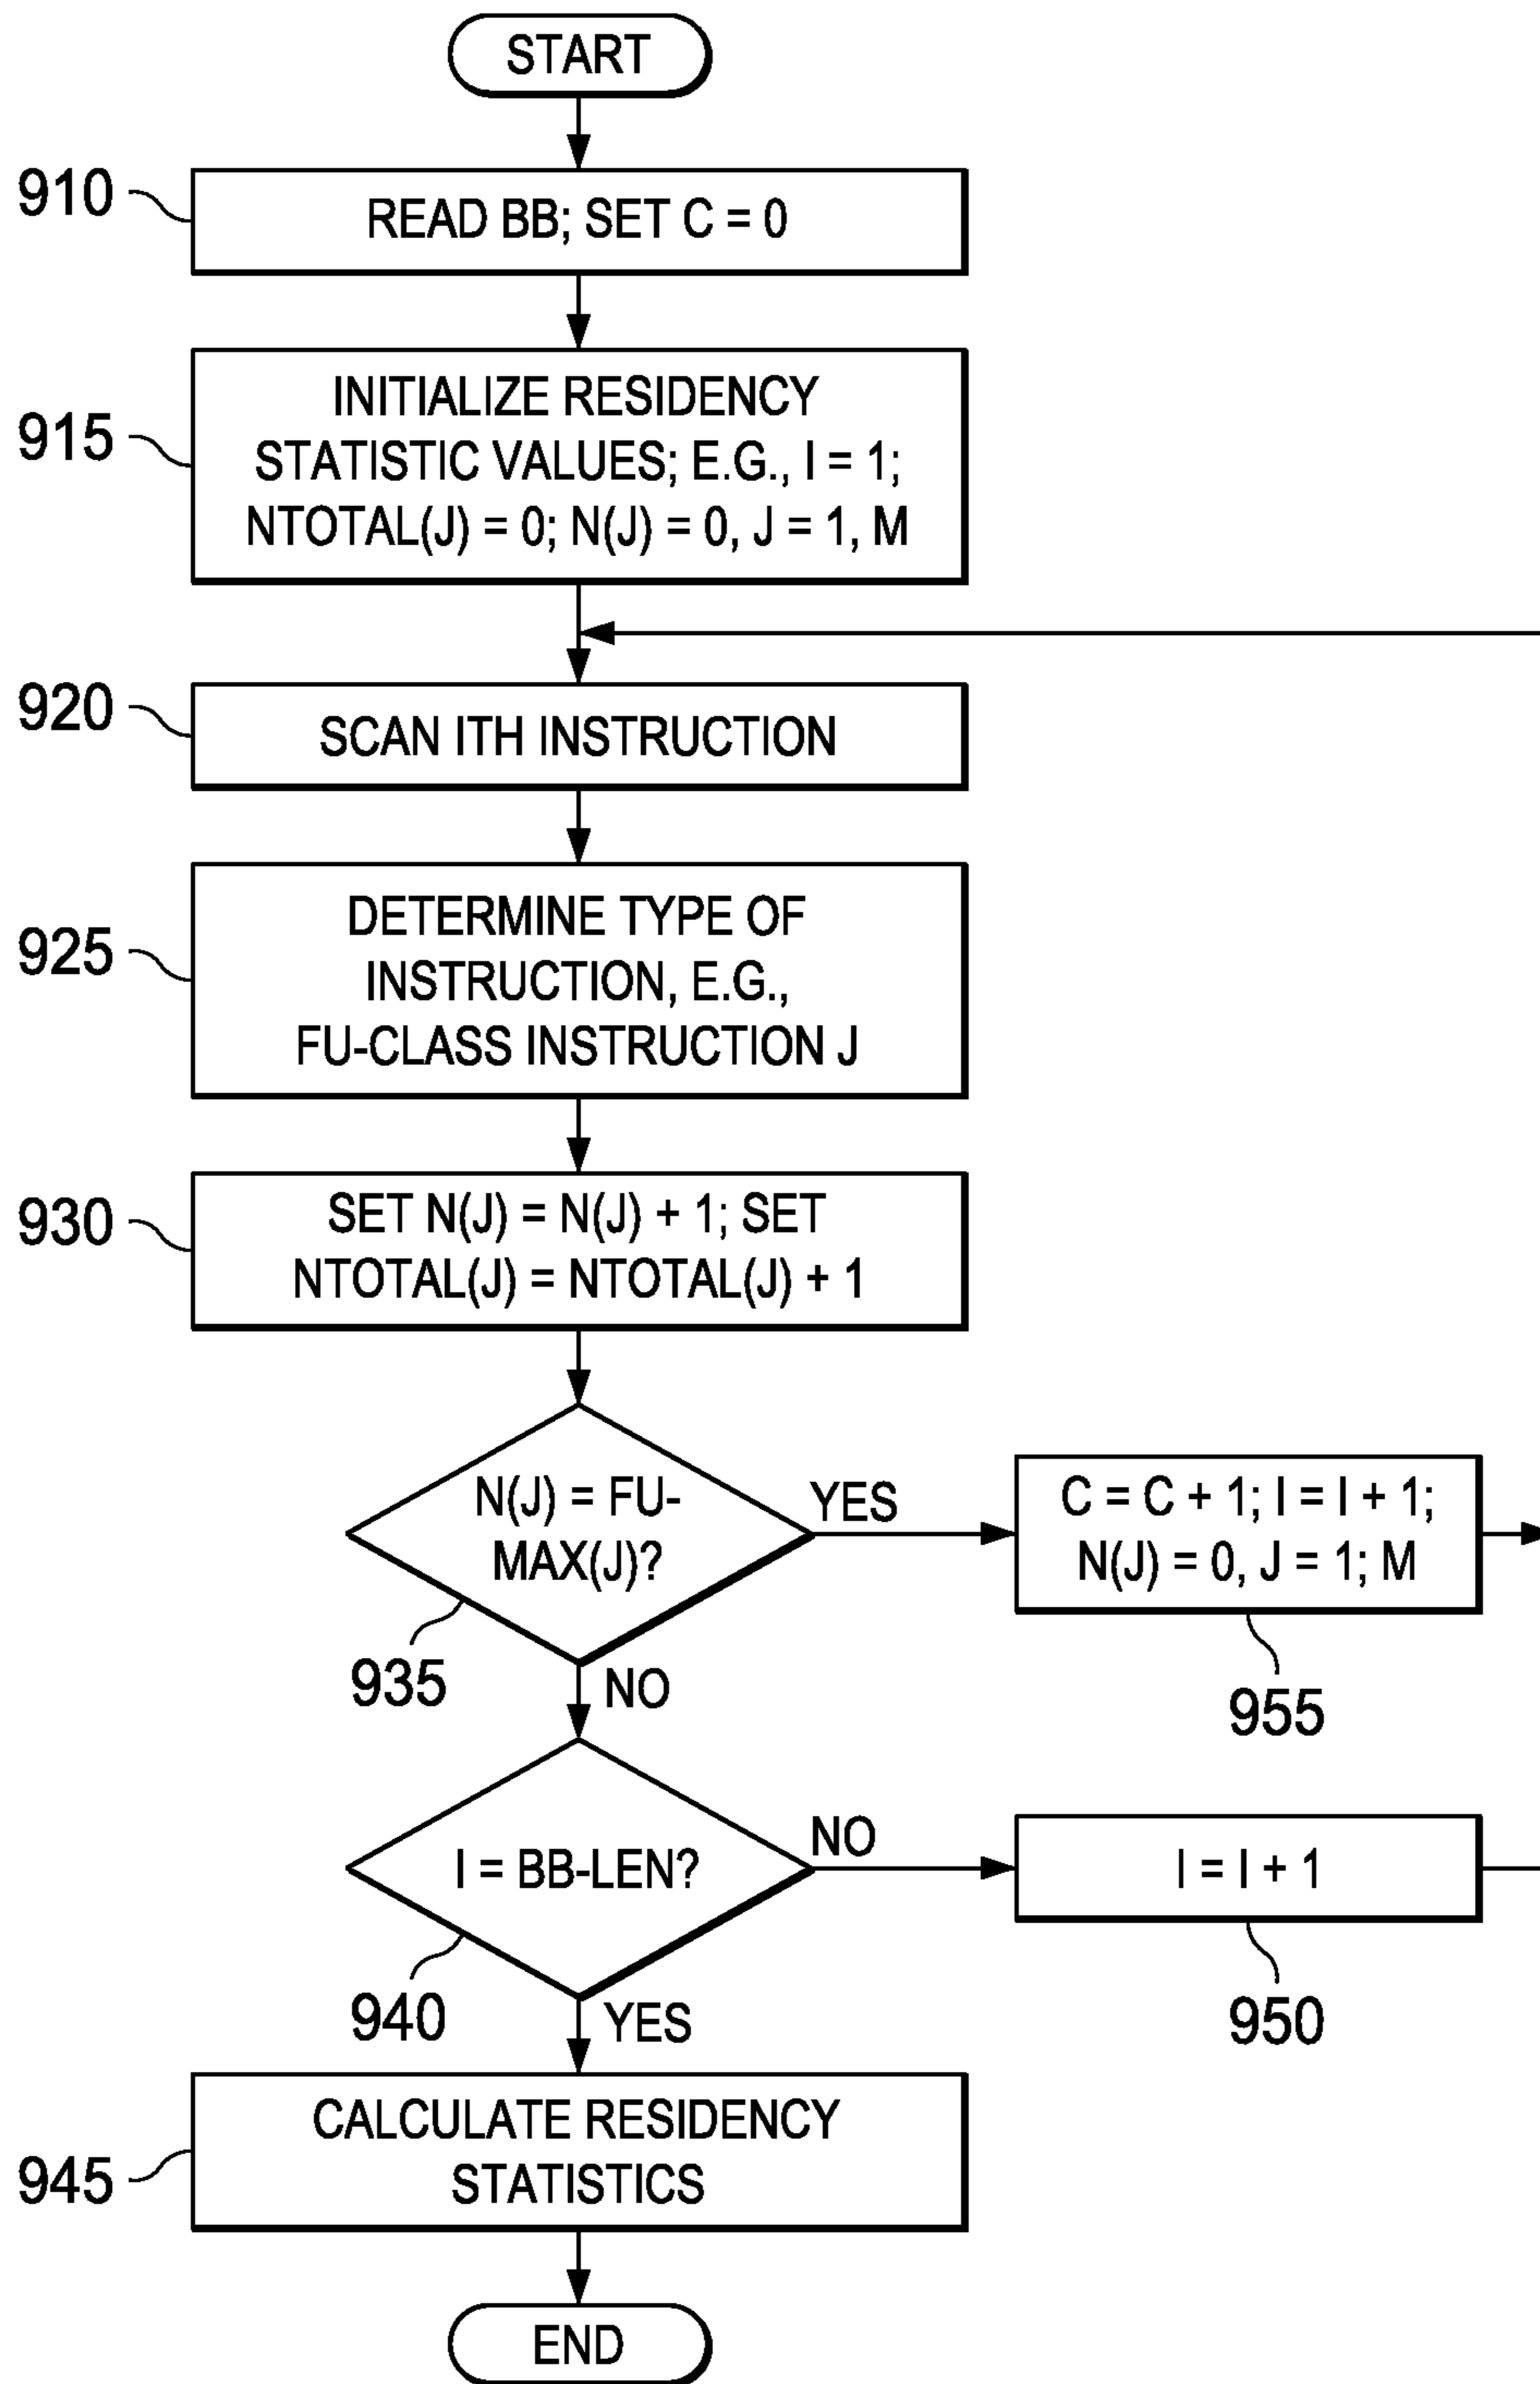 START
910
READ BB; SET C = 0
915
INITIALIZE RESIDENCY
STATISTIC VALUES; E.G., I = 1;
NTOTAL(J) = 0; N(J) = 0, J = 1, M
920
SCAN ITH INSTRUCTION
925
DETERMINE TYPE OF
INSTRUCTION, E.G.,
FU-CLASS INSTRUCTION J
930
SET N(J) = N(J) + 1; SET
NTOTAL(J) = NTOTAL(J) + 1
N(J) = FU-
MAX(J)?
935
YES
C = C + 1; I = I + 1;
N(J) = 0, J = 1; M
955
NO
I = BB-LEN?
940
NO
I = I + 1
950
YES
945
CALCULATE RESIDENCY
STATISTICS
END